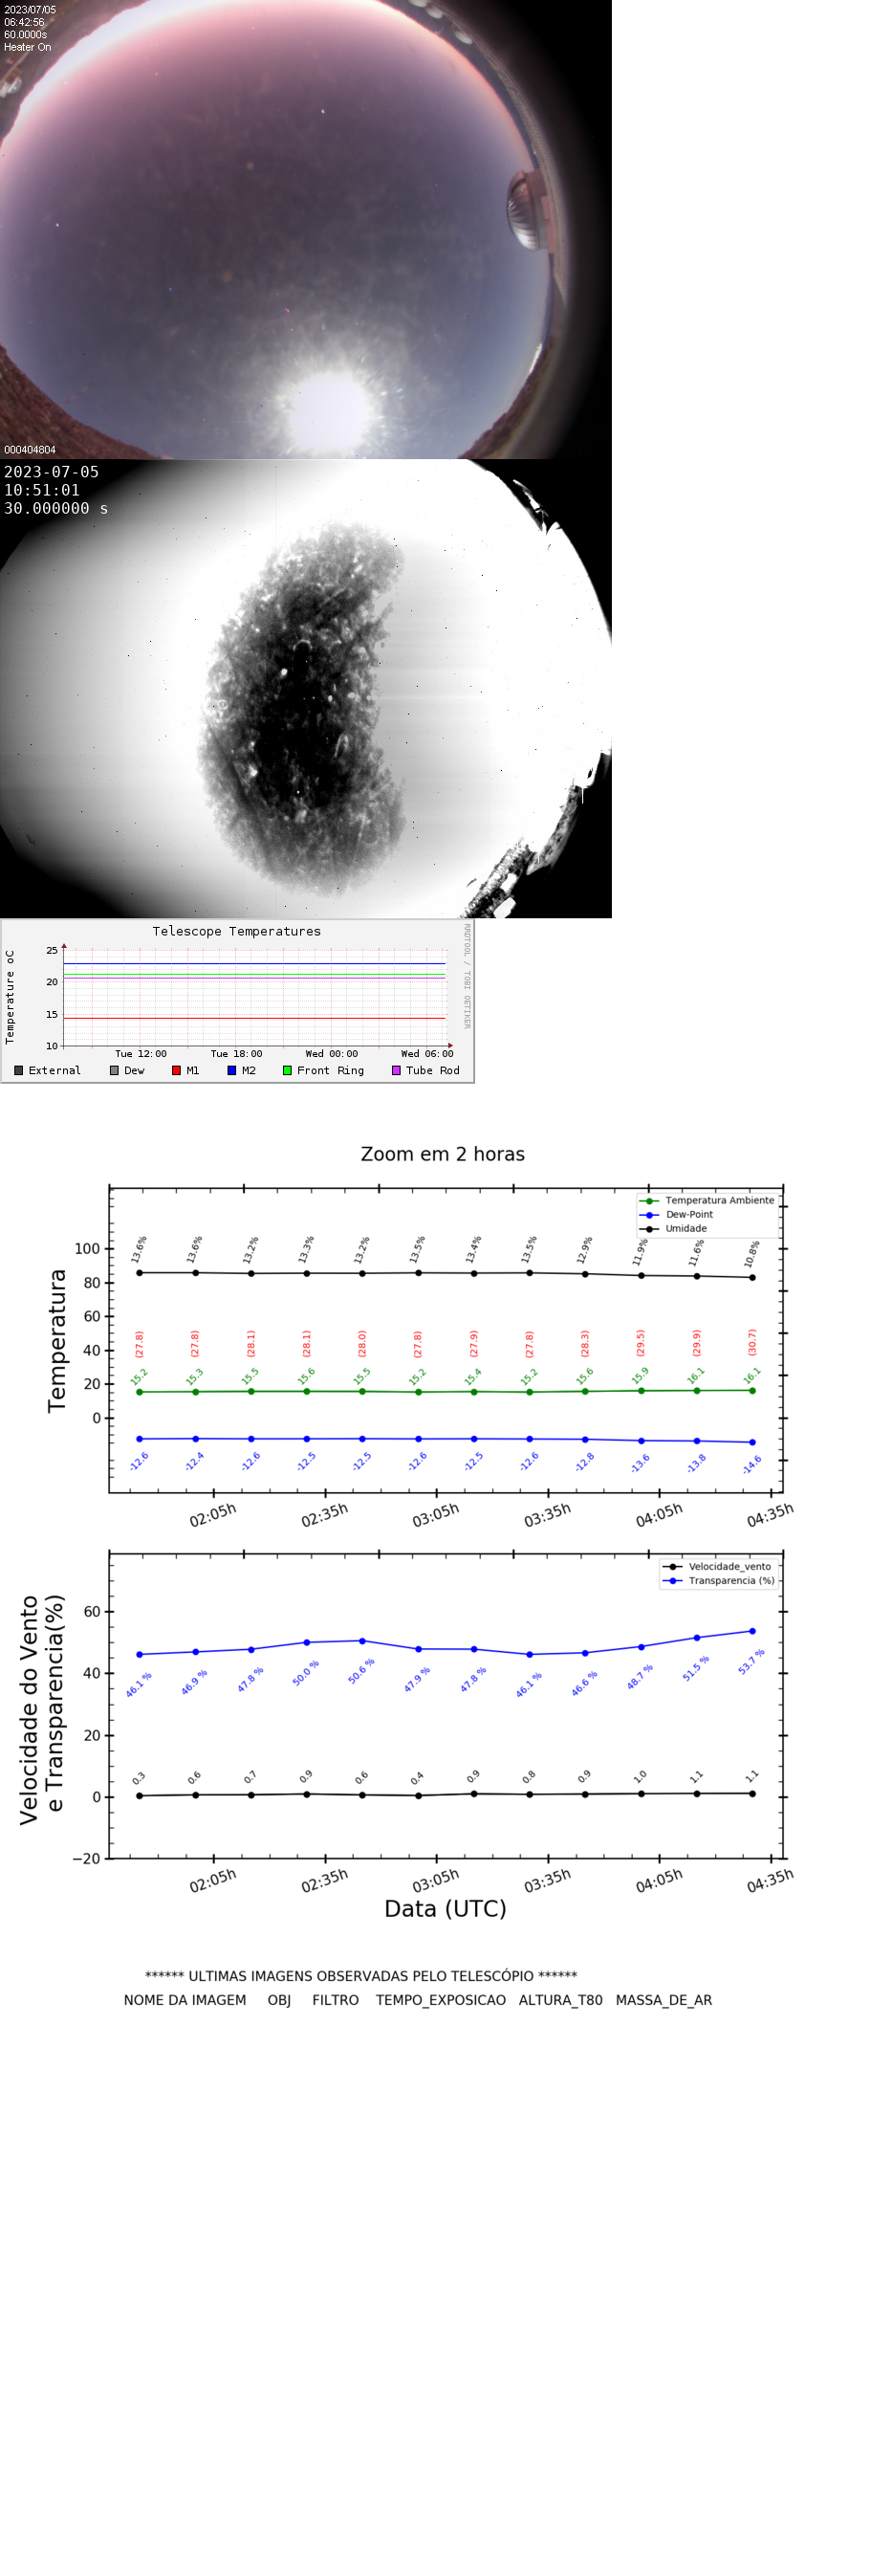 2023/07/05
06:42:56
60.0000s
Heater On
000404804
2023-07-05
10:51:01
30.000000 s
Telescope Temperatures
RRDTOOL / TOBI OETIKER
Temperature oC
25
20
15
10
Tue 12:00 Tue 18:00 Wed 00:00 Wed 06:00
External Dew M1 M2 Front Ring Tube Rod
Zoom em 2 horas
Temperatura
Temperatura Ambiente
Dew-Point
Umidade
100
80
60
40
20
0
13.6% 13.6% 13.2% 13.3% 13.2% 13.5% 13.4% 13.5% 12.9% 11.9% 11.6% 10.8%
(27.8) (27.8) (28.1) (28.1) (28.0) (27.8) (27.9) (27.8) (28.3) (29.5) (29.9) (30.7)
15.2 15.3 15.5 15.6 15.5 15.2 15.4 15.2 15.6 15.9 16.1 16.1
-12.6 -12.4 -12.6 -12.5 -12.5 -12.6 -12.5 -12.6 -12.8 -13.6 -13.8 -14.6
02:05h 02:35h 03:05h 03:35h 04:05h 04:35h
Velocidade do Vento
e Transparencia(%)
Velocidade_vento
Transparencia (%)
60
40
20
0
−20
46.1 % 46.9 % 47.8 % 50.0 % 50.6 % 47.9 % 47.8 % 46.1 % 46.6 % 48.7 % 51.5 % 53.7 %
0.3 0.6 0.7 0.9 0.6 0.4 0.9 0.8 0.9 1.0 1.1 1.1
02:05h 02:35h 03:05h 03:35h 04:05h 04:35h
Data (UTC)
****** ULTIMAS IMAGENS OBSERVADAS PELO TELESCÓPIO ******
NOME DA IMAGEM OBJ FILTRO TEMPO_EXPOSICAO ALTURA_T80 MASSA_DE_AR